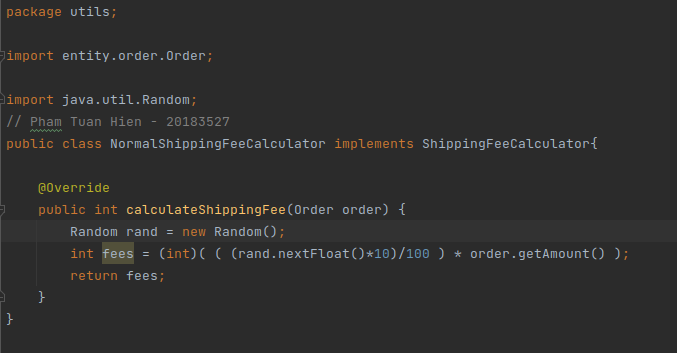 package utils;
import entity.order.Order;
import java.util.Random;
// Pham Tuan Hien - 20183527
public class NormalShippingFeeCalculator implements ShippingFeeCalculator{
@Override
public int calculateShippingFee(Order order) {
Random rand = new Random();
int fees = (int)( ( (rand.nextFloat()*10)/100 ) * order.getAmount() );
return fees;
}
}